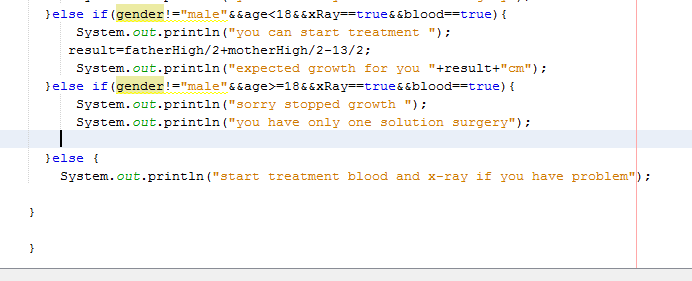 }else if(gender!="male"&&age<18&&xRay==true&&blood==true){
System.out.println("you can start treatment ");
result=fatherHigh/2+motherHigh/2-13/2;
System.out.println("expected growth for you "+result+"cm");
}else if(gender!="male"&&age>=18&&xRay==true&&blood==true){
System.out.println("sorry stopped growth ");
System.out.println("you have only one solution surgery");
}else {
System.out.println("start treatment blood and x-ray if you have problem");
}
}